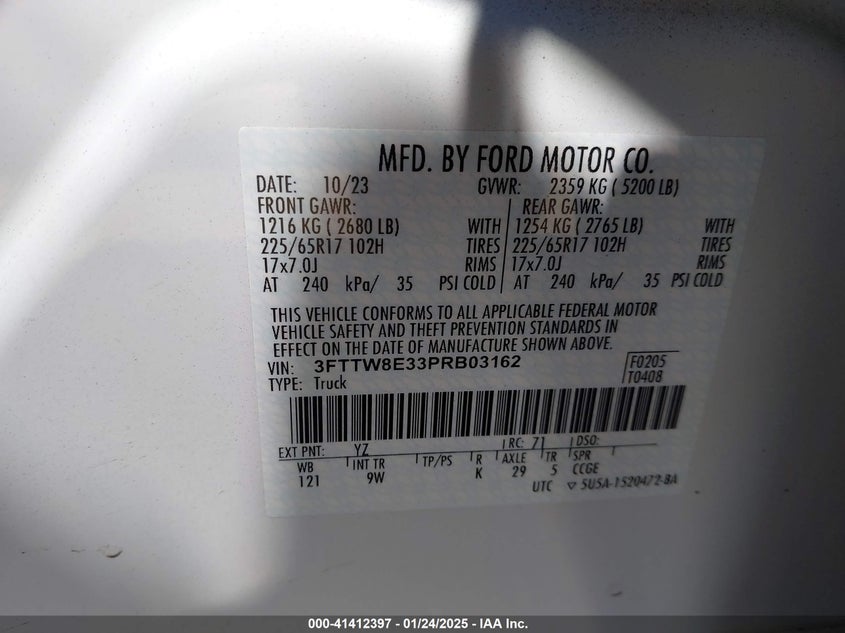 MFD. BY FORD MOTOR CO.
DATE: 10/23 GVWR: 2359 KG ( 5200 LB)
FRONT GAWR: REAR GAWR:
1216 KG ( 2680 LB) WITH 1254 KG ( 2765 LB) WITH
225/65R17 102H TIRES 225/65R17 102H TIRES
17x7.0J RIMS 17x7.0J RIMS
AT 240 kPa/ 35 PSI COLD AT 240 kPa/ 35 PSI COLD
THIS VEHICLE CONFORMS TO ALL APPLICABLE FEDERAL MOTOR
VEHICLE SAFETY AND THEFT PREVENTION STANDARDS IN
EFFECT ON THE DATE OF MANUFACTURE SHOWN ABOVE.
VIN: 3FTTW8E33PRB03162 F0205
TYPE: Truck T0408
EXT PNT: YZ RC: 71 DSO:
WB INT TR TP/PS R AXLE TR SPR
121 9W K 29 5 CCGE
UTC ▽ 5U5A-1520472-BA
000-41412397 - 01/24/2025 - IAA Inc.